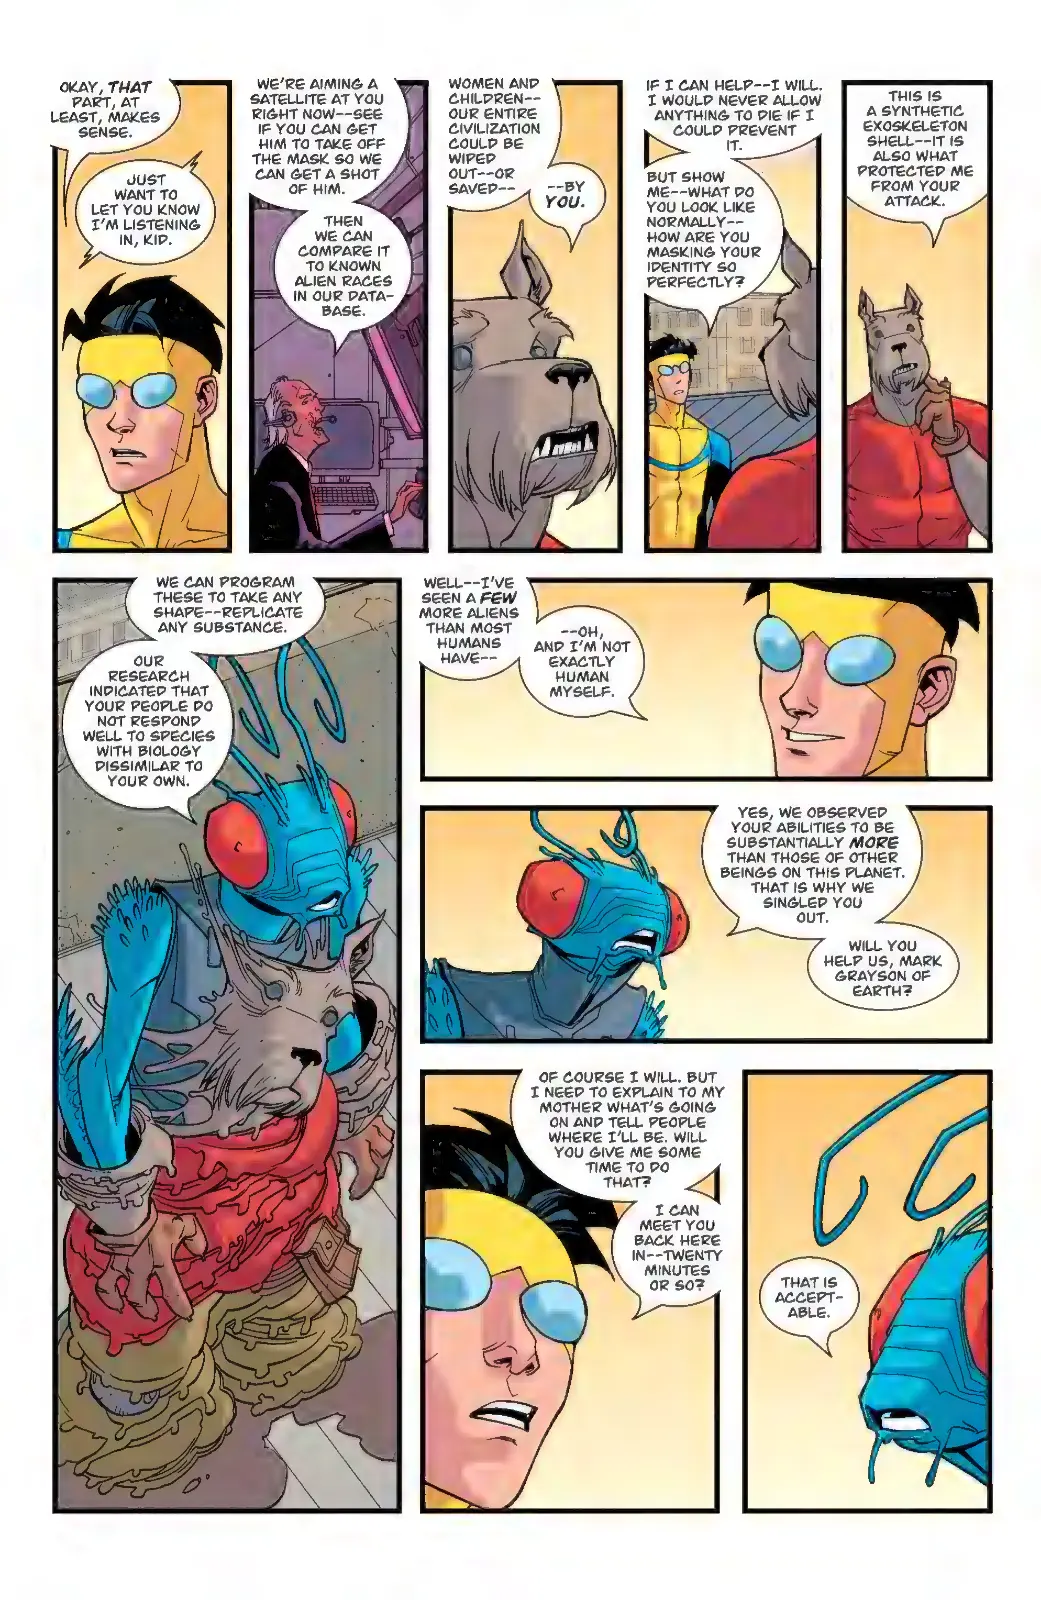 OKAY, THAT
PART, AT
LEAST, MAKES
SENSE.
JUST
WANT TO
LET YOU KNOW
I'M LISTENING
IN, KID.
WE'RE AIMING A
SATELLITE AT YOU
RIGHT NOW--SEE
IF YOU CAN GET
HIM TO TAKE OFF
THE MASK SO WE
CAN GET A SHOT
OF HIM.
THEN
WE CAN
COMPARE IT
TO KNOWN
ALIEN RACES
IN OUR DATA-
BASE.
WOMEN AND
CHILDREN--
OUR ENTIRE
CIVILIZATION
COULD BE
WIPED
OUT--OR
SAVED--
--BY
YOU.
IF I CAN HELP--I WILL.
I WOULD NEVER ALLOW
ANYTHING TO DIE IF I
COULD PREVENT
IT.
BUT SHOW
ME--WHAT DO
YOU LOOK LIKE
NORMALLY--
HOW ARE YOU
MASKING YOUR
IDENTITY SO
PERFECTLY?
THIS IS
A SYNTHETIC
EXOSKELETON
SHELL--IT IS
ALSO WHAT
PROTECTED ME
FROM YOUR
ATTACK.
WE CAN PROGRAM
THESE TO TAKE ANY
SHAPE--REPLICATE
ANY SUBSTANCE.
OUR
RESEARCH
INDICATED THAT
YOUR PEOPLE DO
NOT RESPOND
WELL TO SPECIES
WITH BIOLOGY
DISSIMILAR TO
YOUR OWN.
WELL--I'VE
SEEN A FEW
MORE ALIENS
THAN MOST
HUMANS
HAVE--
--OH,
AND I'M NOT
EXACTLY
HUMAN
MYSELF.
YES, WE OBSERVED
YOUR ABILITIES TO BE
SUBSTANTIALLY MORE
THAN THOSE OF OTHER
BEINGS ON THIS PLANET.
THAT IS WHY WE
SINGLED YOU
OUT.
WILL YOU
HELP US, MARK
GRAYSON OF
EARTH?
OF COURSE I WILL. BUT
I NEED TO EXPLAIN TO MY
MOTHER WHAT'S GOING
ON AND TELL PEOPLE
WHERE I'LL BE. WILL
YOU GIVE ME SOME
TIME TO DO
THAT?
I CAN
MEET YOU
BACK HERE
IN--TWENTY
MINUTES
OR SO?
THAT IS
ACCEPT-
ABLE.